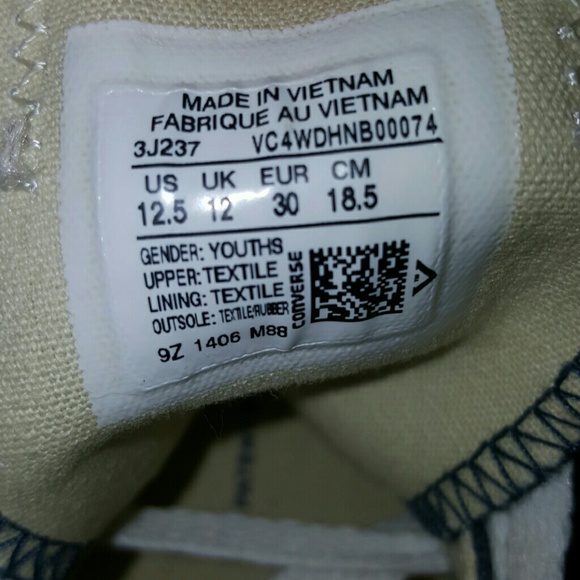 MADE IN VIETNAM
FABRIQUE AU VIETNAM
3J237 VC4WDHNB00074
US UK EUR CM
12.5 12 30 18.5
GENDER: YOUTHS
UPPER: TEXTILE
LINING: TEXTILE
OUTSOLE: TEXTILE/RUBBER
9Z 1406 M88
CONVERSE